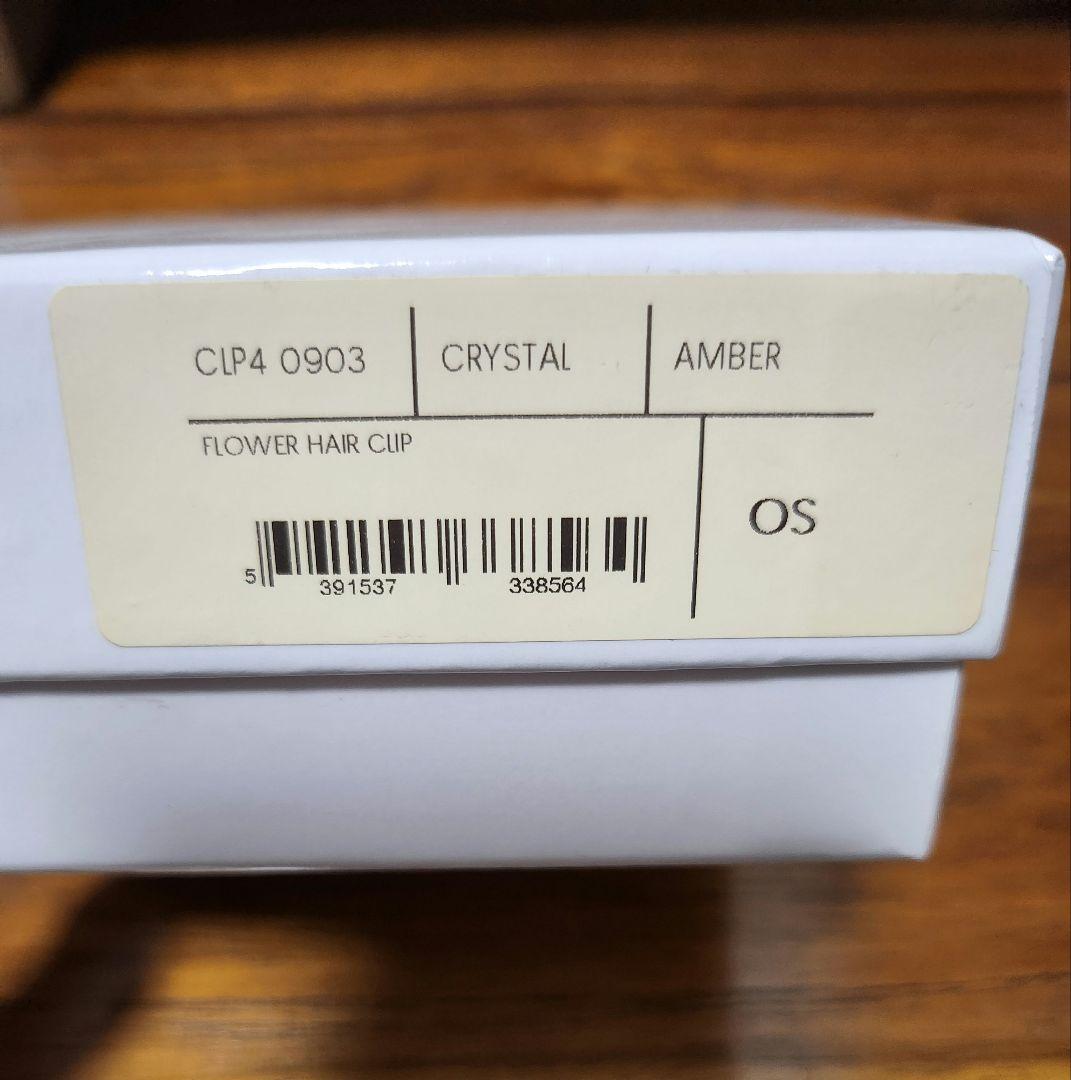 CLP4 0903 CRYSTAL AMBER
FLOWER HAIR CLIP
OS
5 391537 338564